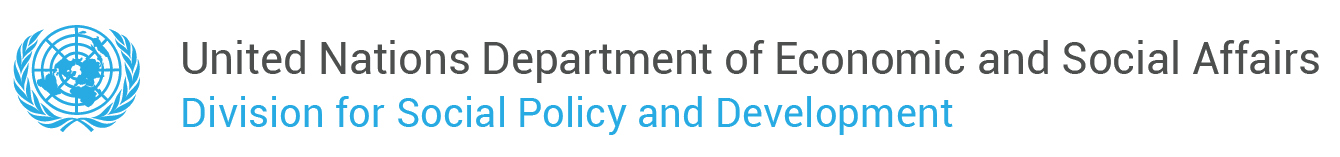 United Nations Department of Economic and Social Affairs
Division for Social Policy and Development